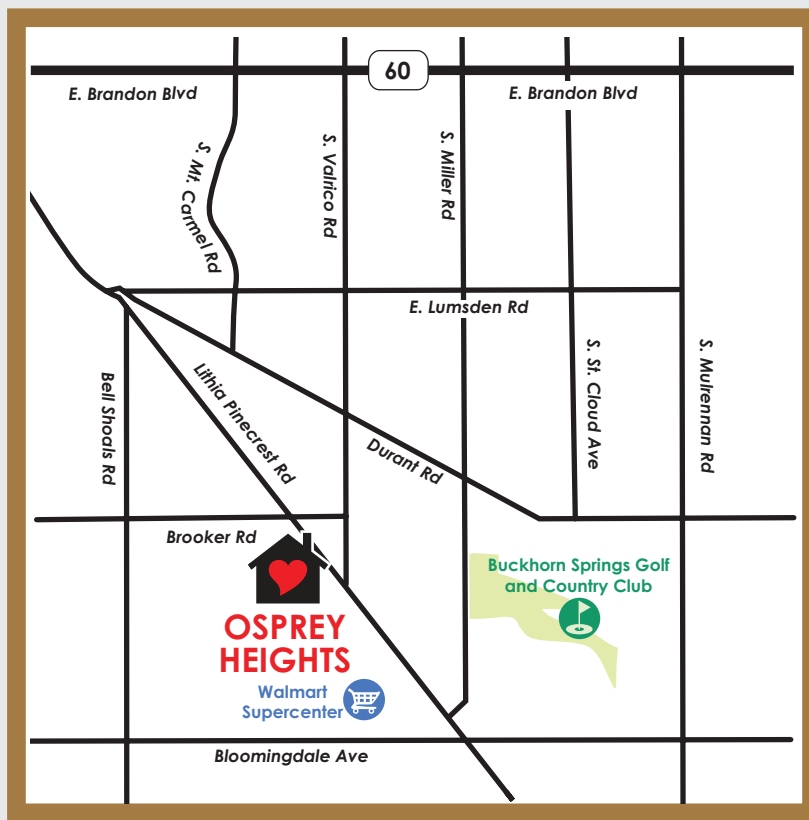 60
E. Brandon Blvd
E. Brandon Blvd
S. Mt.
Carmel Rd
S. Valrico Rd
S. Miller Rd
E. Lumsden Rd
Bell Shoals Rd
Lithia Pinecrest Rd
Durant Rd
S. St. Cloud Ave
S. Mulrennan Rd
Brooker Rd
OSPREY
HEIGHTS
Buckhorn Springs Golf
and Country Club
Walmart
Supercenter
Bloomingdale Ave